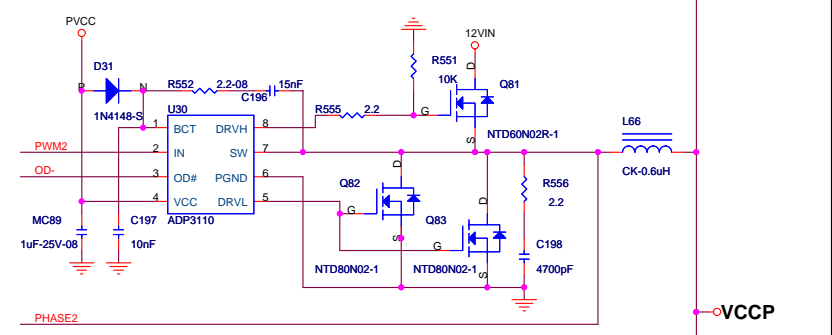 PVCC
12VIN
D31
R551
D
P
N
R552
2.2-08
15nF
10K
Q81
C196
1N4148-S
U30
R555
2.2
G
1
BCT
DRVH
8
S
NTD60N02R-1
L66
PWM2
2
IN
SW
7
D
CK-0.6uH
OD-
3
OD#
PGND
6
Q82
D
R556
4
VCC
DRVL
5
2.2
G
Q83
MC89
C197
ADP3110
1uF-25V-08
10nF
S
G
C198
NTD80N02-1
NTD80N02-1
S
4700pF
PHASE2
VCCP